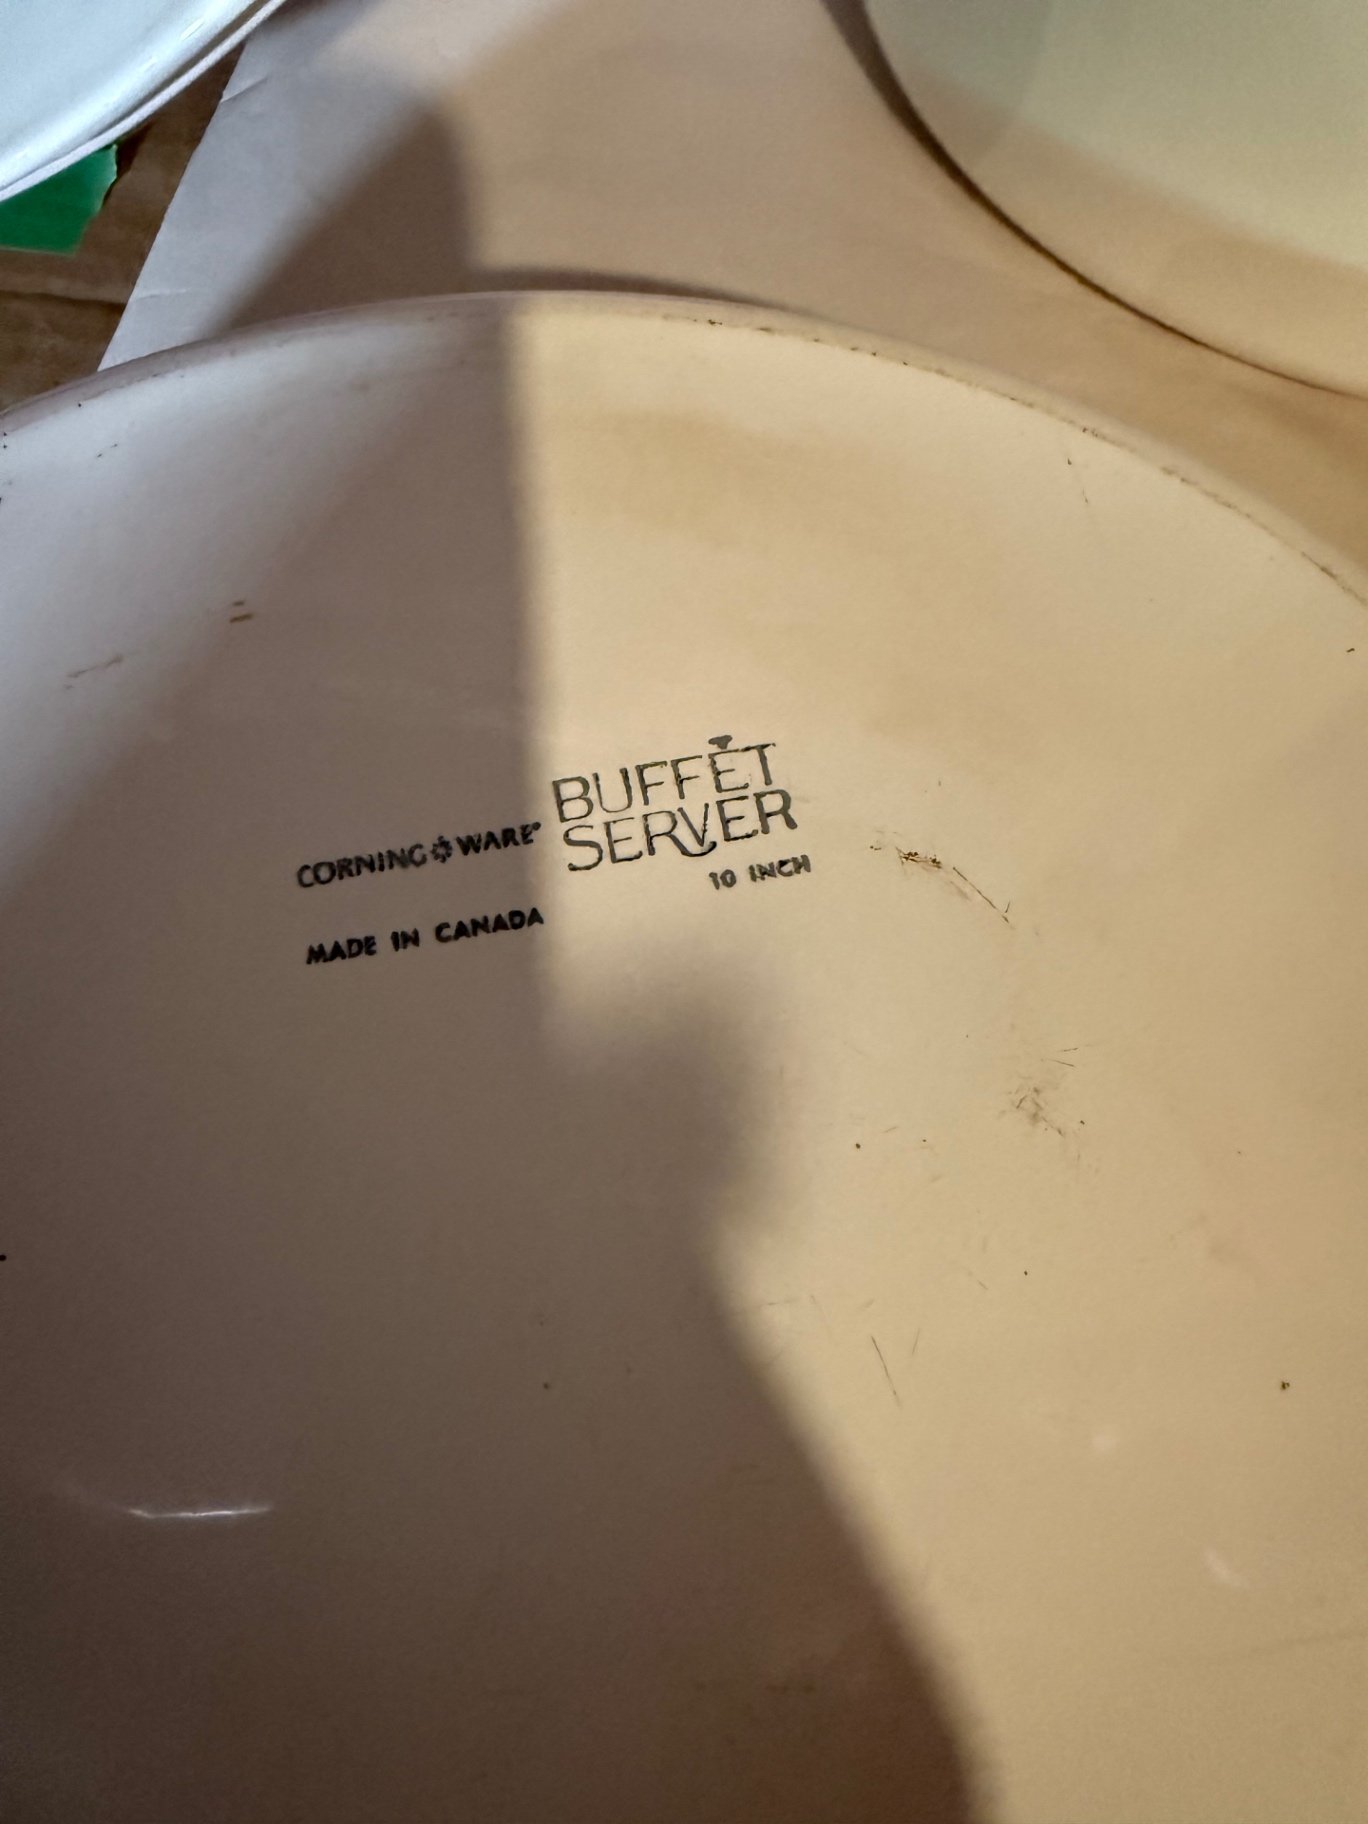 BUFFET
SERVER
CORNING WARE®
10 INCH
MADE IN CANADA